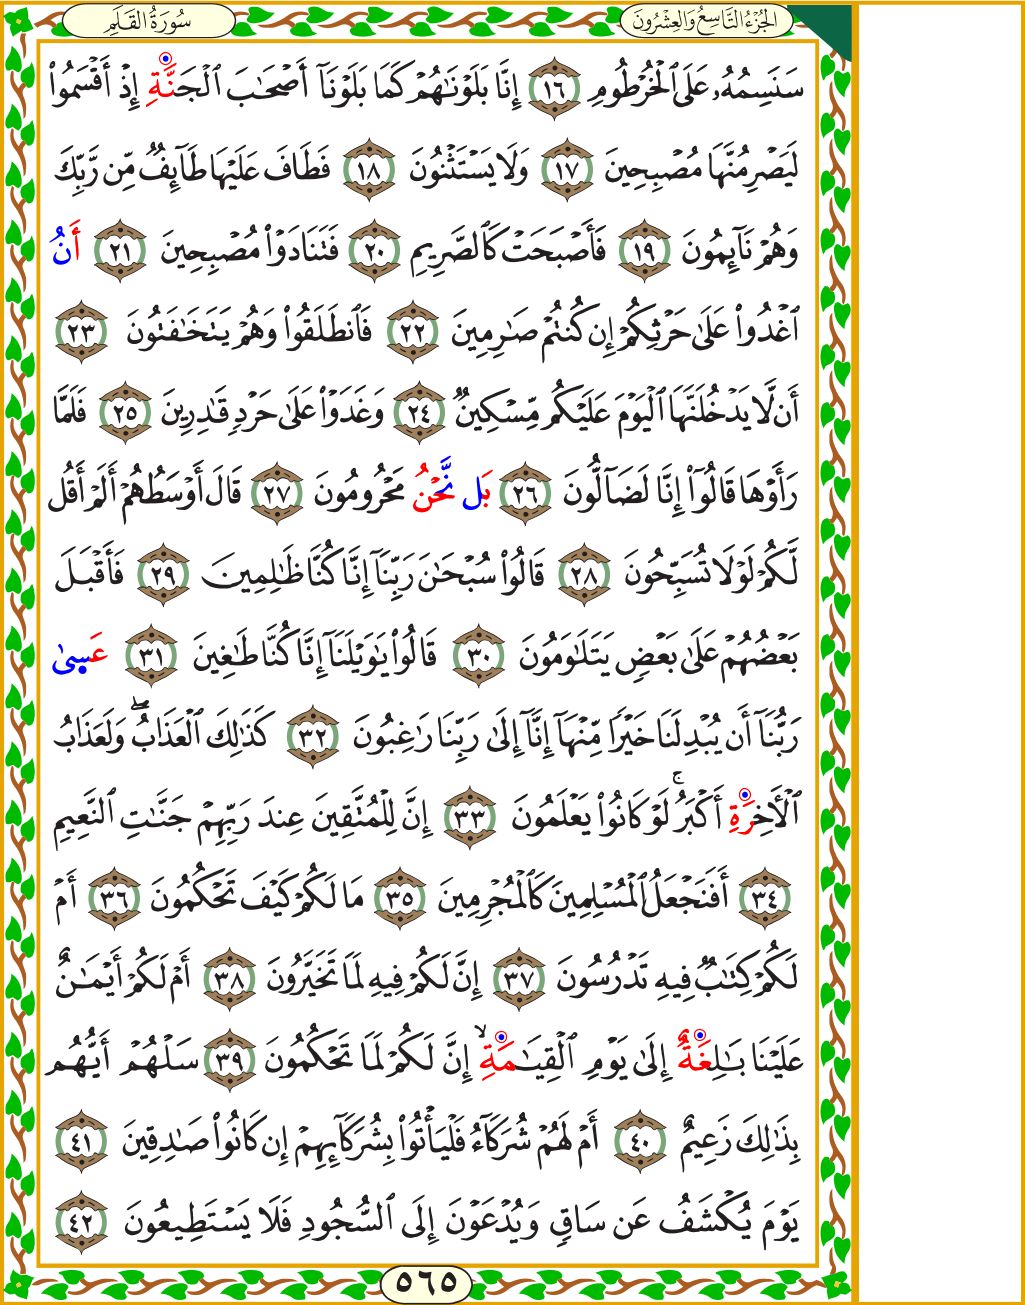 الجُزْءُ التَّاسِعُ وَالعِشْرُونَ
سُورَةُ القَلَمِ
سَنَسِمُهُۥ عَلَى ٱلْخُرْطُومِ ١٦ إِنَّا بَلَوْنَٰهُمْ كَمَا بَلَوْنَآ أَصْحَٰبَ ٱلْجَنَّةِ إِذْ أَقْسَمُوا۟
لَيَصْرِمُنَّهَا مُصْبِحِينَ ١٧ وَلَا يَسْتَثْنُونَ ١٨ فَطَافَ عَلَيْهَا طَآئِفٌ مِّن رَّبِّكَ
وَهُمْ نَآئِمُونَ ١٩ فَأَصْبَحَتْ كَٱلصَّرِيمِ ٢٠ فَتَنَادَوْا۟ مُصْبِحِينَ ٢١ أَنُ
ٱغْدُوا۟ عَلَىٰ حَرْثِكُمْ إِن كُنتُمْ صَٰرِمِينَ ٢٢ فَٱنطَلَقُوا۟ وَهُمْ يَتَخَٰفَتُونَ ٢٣
أَن لَّا يَدْخُلَنَّهَا ٱلْيَوْمَ عَلَيْكُم مِّسْكِينٌ ٢٤ وَغَدَوْا۟ عَلَىٰ حَرْدٍ قَٰدِرِينَ ٢٥ فَلَمَّا
رَأَوْهَا قَالُوٓا۟ إِنَّا لَضَآلُّونَ ٢٦ بَل نَّحْنُ مَحْرُومُونَ ٢٧ قَالَ أَوْسَطُهُمْ أَلَمْ أَقُل
لَّكُمْ لَوْلَا تُسَبِّحُونَ ٢٨ قَالُوا۟ سُبْحَٰنَ رَبِّنَآ إِنَّا كُنَّا ظَٰلِمِينَ ٢٩ فَأَقْبَلَ
بَعْضُهُمْ عَلَىٰ بَعْضٍ يَتَلَٰوَمُونَ ٣٠ قَالُوا۟ يَٰوَيْلَنَآ إِنَّا كُنَّا طَٰغِينَ ٣١ عَسِىٰ
رَبُّنَآ أَن يُبْدِلَنَا خَيْرًا مِّنْهَآ إِنَّآ إِلَىٰ رَبِّنَا رَٰغِبُونَ ٣٢ كَذَٰلِكَ ٱلْعَذَابُ ۖ وَلَعَذَابُ
ٱلْأَخِرَةِ أَكْبَرُ ۚ لَوْ كَانُوا۟ يَعْلَمُونَ ٣٣ إِنَّ لِلْمُتَّقِينَ عِندَ رَبِّهِمْ جَنَّٰتِ ٱلنَّعِيمِ
٣٤ أَفَنَجْعَلُ ٱلْمُسْلِمِينَ كَٱلْمُجْرِمِينَ ٣٥ مَا لَكُمْ كَيْفَ تَحْكُمُونَ ٣٦ أَمْ
لَكُمْ كِتَٰبٌ فِيهِ تَدْرُسُونَ ٣٧ إِنَّ لَكُمْ فِيهِ لَمَا تَخَيَّرُونَ ٣٨ أَمْ لَكُمْ أَيْمَٰنٌ
عَلَيْنَا بَٰلِغَةٌ إِلَىٰ يَوْمِ ٱلْقِيَٰمَةِ ۙ إِنَّ لَكُمْ لَمَا تَحْكُمُونَ ٣٩ سَلْهُمْ أَيُّهُم
بِذَٰلِكَ زَعِيمٌ ٤٠ أَمْ لَهُمْ شُرَكَآءُ فَلْيَأْتُوا۟ بِشُرَكَآئِهِمْ إِن كَانُوا۟ صَٰدِقِينَ ٤١
يَوْمَ يُكْشَفُ عَن سَاقٍ وَيُدْعَوْنَ إِلَى ٱلسُّجُودِ فَلَا يَسْتَطِيعُونَ ٤٢
٥٦٥